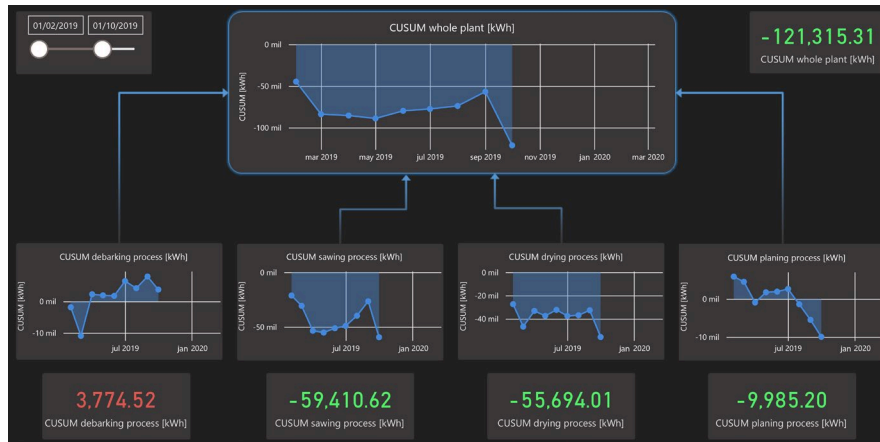 01/02/2019 01/10/2019
CUSUM whole plant [kWh]
CUSUM [kWh]
0 mil
-50 mil
-100 mil
mar 2019 may 2019 jul 2019 sep 2019 nov 2019 jan 2020 mar 2020
-121,315.31
CUSUM whole plant [kWh]
CUSUM debarking process [kWh]
CUSUM [kWh]
0 mil
-10 mil
jul 2019 jan 2020
CUSUM sawing process [kWh]
CUSUM [kWh]
0 mil
-50 mil
jul 2019 jan 2020
CUSUM drying process [kWh]
CUSUM [kWh]
0 mil
-20 mil
-40 mil
jul 2019 jan 2020
CUSUM planing process [kWh]
CUSUM [kWh]
0 mil
-10 mil
jul 2019 jan 2020
3,774.52
CUSUM debarking process [kWh]
-59,410.62
CUSUM sawing process [kWh]
-55,694.01
CUSUM drying process [kWh]
-9,985.20
CUSUM planing process [kWh]